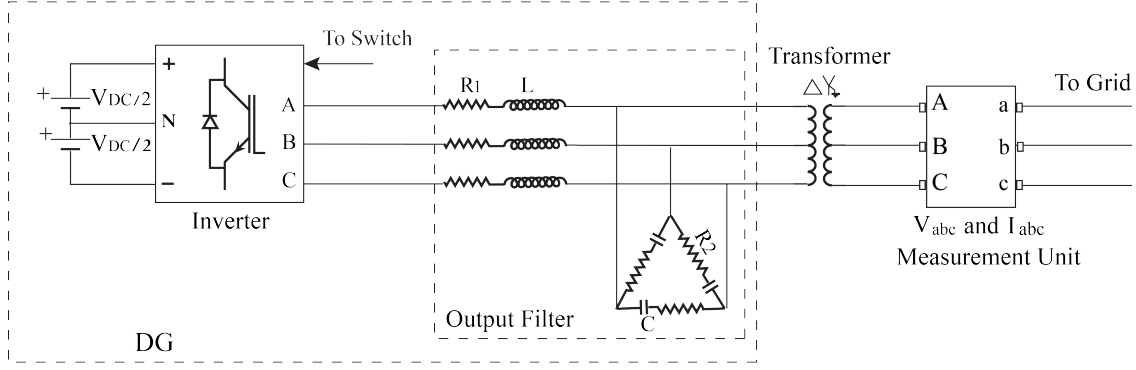 To Switch
Transformer
To Grid
+
+
VDC/2
N
+
VDC/2
−
A
B
C
Inverter
R1
L
R2
C
Output Filter
DG
△ Y
A
B
C
a
b
c
Vabc and Iabc
Measurement Unit